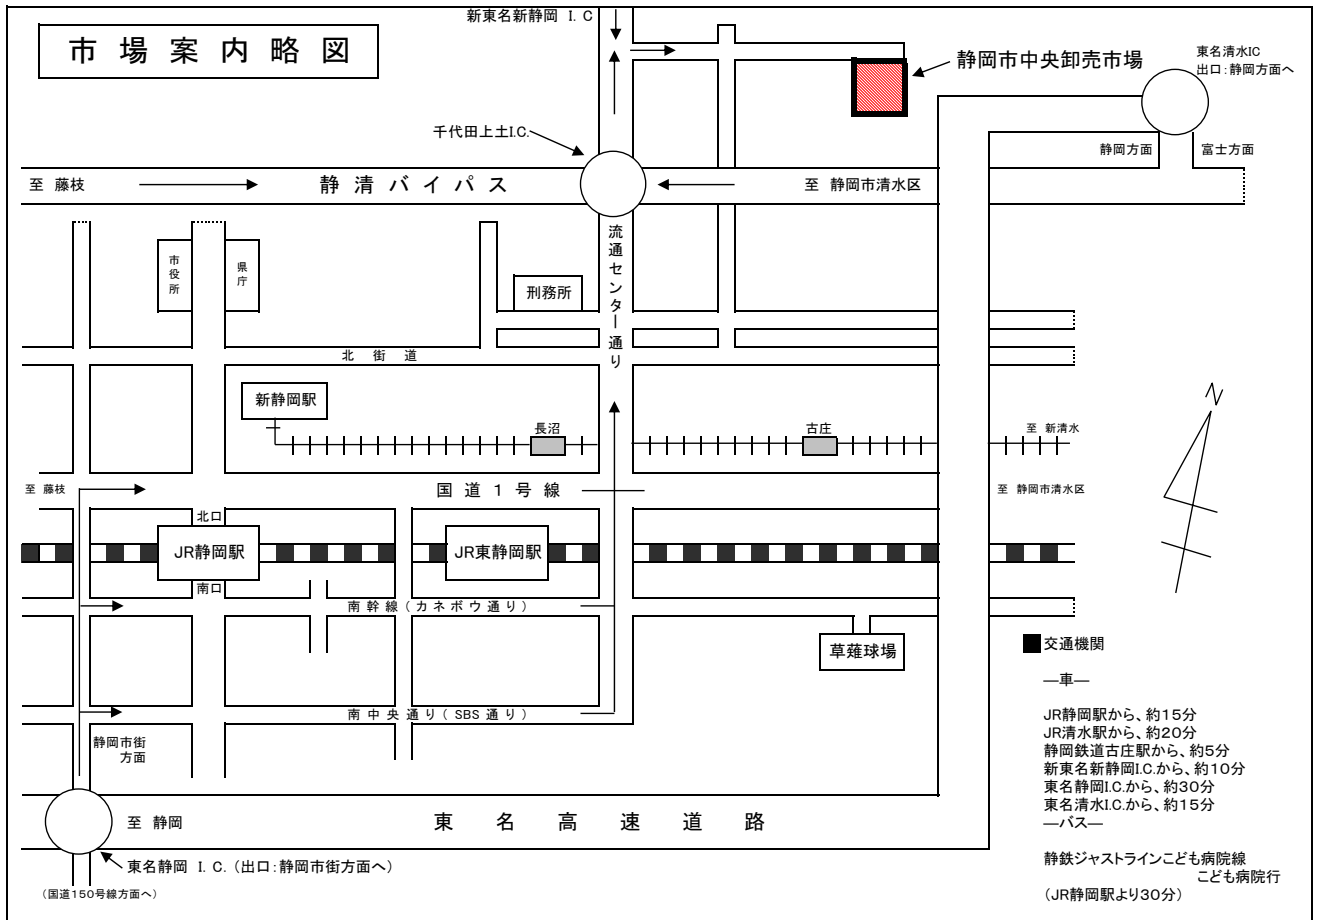 市場案内略図
新東名新静岡 I.C
静岡市中央卸売市場
東名清水IC
出口:静岡方面へ
千代田上土I.C.
静岡方面
富士方面
至 藤枝
静清バイパス
至 静岡市清水区
流通センター通り
市役所
県庁
刑務所
北街道
新静岡駅
長沼
古庄
至 新清水
N
至 藤枝
国道1号線
至 静岡市清水区
北口
JR静岡駅
JR東静岡駅
南口
南幹線(カネボウ通り)
草薙球場
南中央通り(SBS通り)
静岡市街
方面
至 静岡
東名高速道路
東名静岡 I.C.(出口:静岡市街方面へ)
(国道150号線方面へ)
■交通機関
―車―
JR静岡駅から、約15分
JR清水駅から、約20分
静岡鉄道古庄駅から、約5分
新東名新静岡I.C.から、約10分
東名静岡I.C.から、約30分
東名清水I.C.から、約15分
―バス―
静鉄ジャストラインこども病院線
こども病院行
(JR静岡駅より30分)